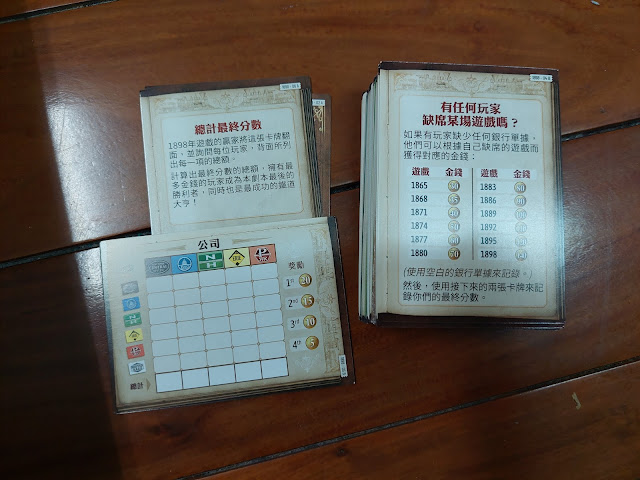 總計最終分數
1898年遊戲的贏家將這張卡牌翻
面，並詢問每位玩家，背面所列
出每一項的總額。
計算出最終分數的總額，擁有最
多金錢的玩家成為本劇本最後的
勝利者，同時也是最成功的鐵道
大亨！
有任何玩家
缺席某場遊戲嗎？
如果有玩家缺少任何銀行單據。
他們可以根據自己缺席的遊戲而
獲得對應的金錢：
遊戲 金錢 遊戲 金錢
1865 1883
1868 1886
1871 1889
1874 1892
1877 1895
1880 1898
(使用空白的銀行單據來記錄。)
然後，使用接下來的兩張卡牌來記
錄你們的最終分數。
公司
獎勵
1st 20
2nd 15
3rd 10
4th 5
總計